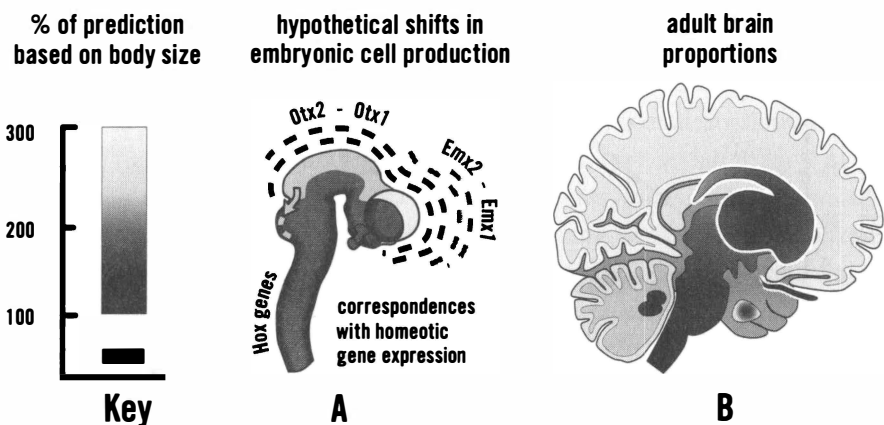 % of prediction
based on body size
300
200
100
Key
hypothetical shifts in
embryonic cell production
Otx2 - Otx1
Emx2 - Emx1
Hox genes
correspondences
with homeotic
gene expression
A
adult brain
proportions
B